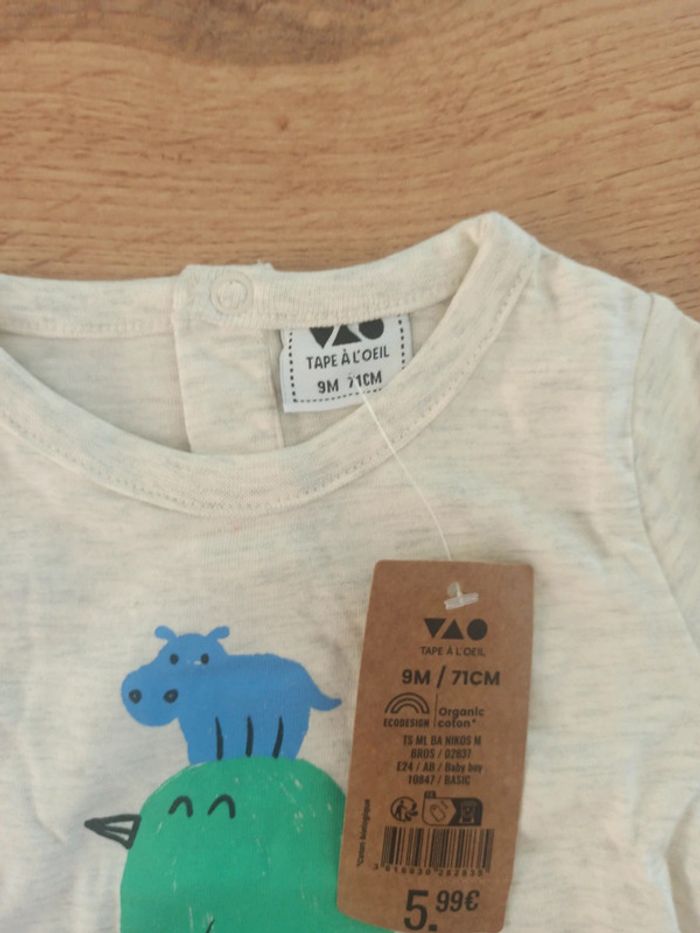 TAPE À L'OEIL
9M 71CM
TAPE À L'OEIL
9M / 71CM
ECODESIGN
Organic
coton*
TS ML BA NIKOS M
BROS / 02837
E24 / AB / Baby boy
10847 / BASIC
*Coton biologique
5.99€